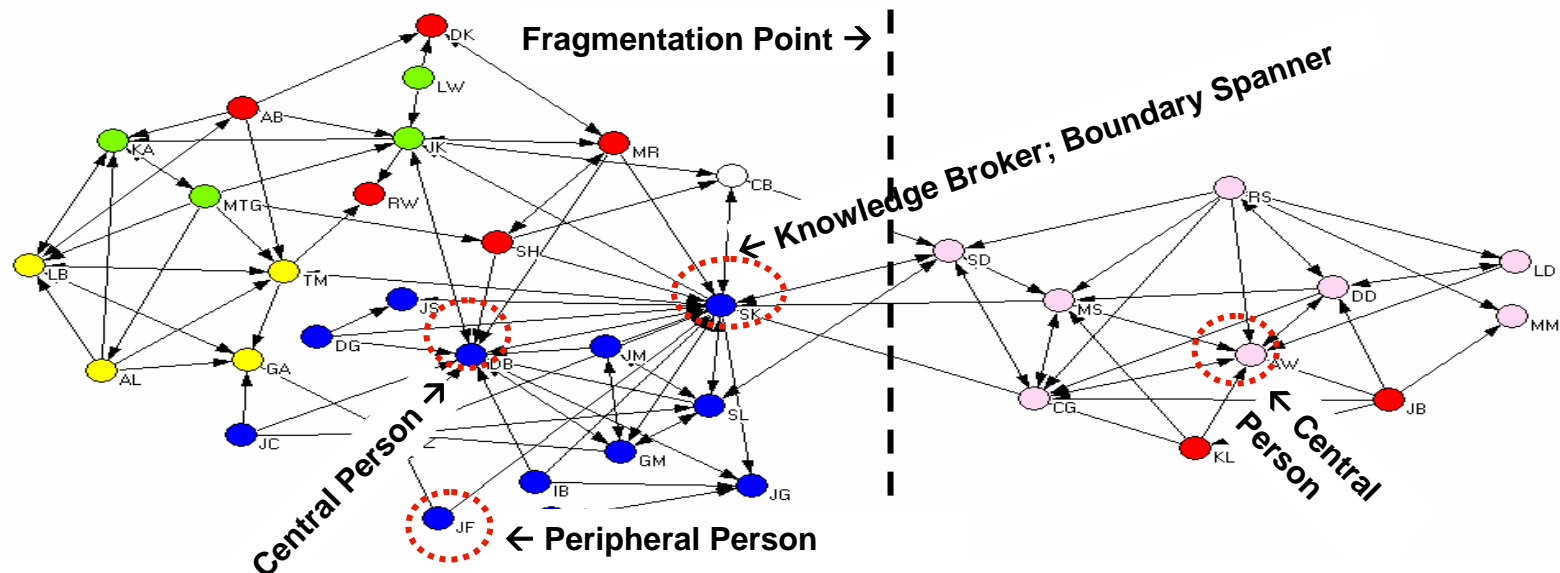 DK
Fragmentation Point →
LW
AB
KA
JK
MR
CB
← Knowledge Broker; Boundary Spanner
MTG
RW
RS
SH
SD
LB
TM
LD
JS
SK
MS
DD
MM
DG
DB
JM
GA
AW
AL
CG
JB
SL
JC
GM
KL
Central Person →
← Central
Person
IB
JG
JF
← Peripheral Person